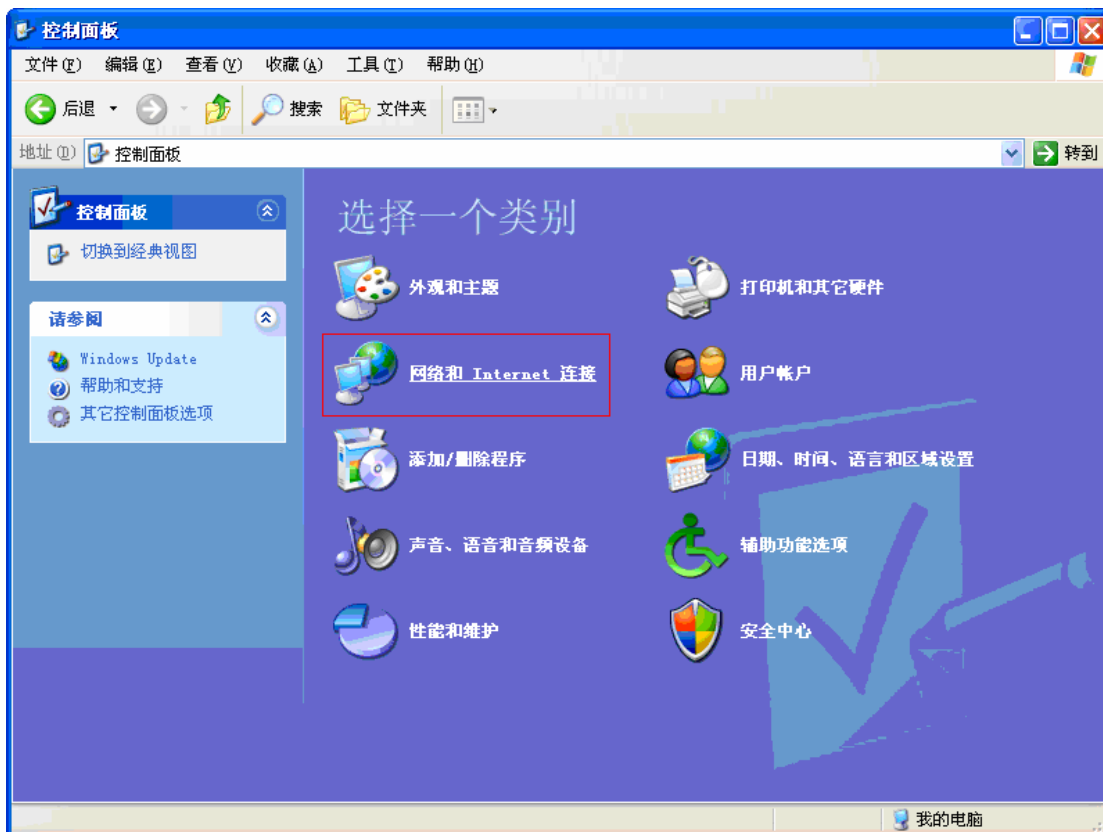 控制面板
文件(F) 编辑(E) 查看(V) 收藏(A) 工具(T) 帮助(H)
后退 搜索 文件夹
地址(D) 控制面板 转到
控制面板
切换到经典视图
请参阅
Windows Update
帮助和支持
其它控制面板选项
选择一个类别
外观和主题 打印机和其它硬件
网络和 Internet 连接 用户帐户
添加/删除程序 日期、时间、语言和区域设置
声音、语音和音频设备 辅助功能选项
性能和维护 安全中心
我的电脑